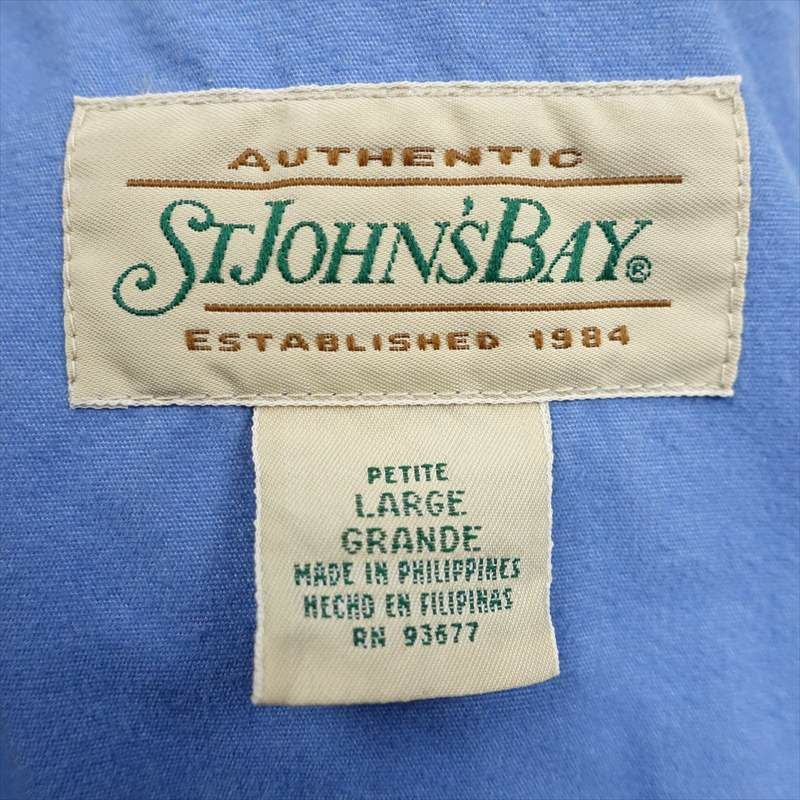 AUTHENTIC
ST JOHN'S BAY®
ESTABLISHED 1984
PETITE
LARGE
GRANDE
MADE IN PHILIPPINES
HECHO EN FILIPINAS
RN 93677